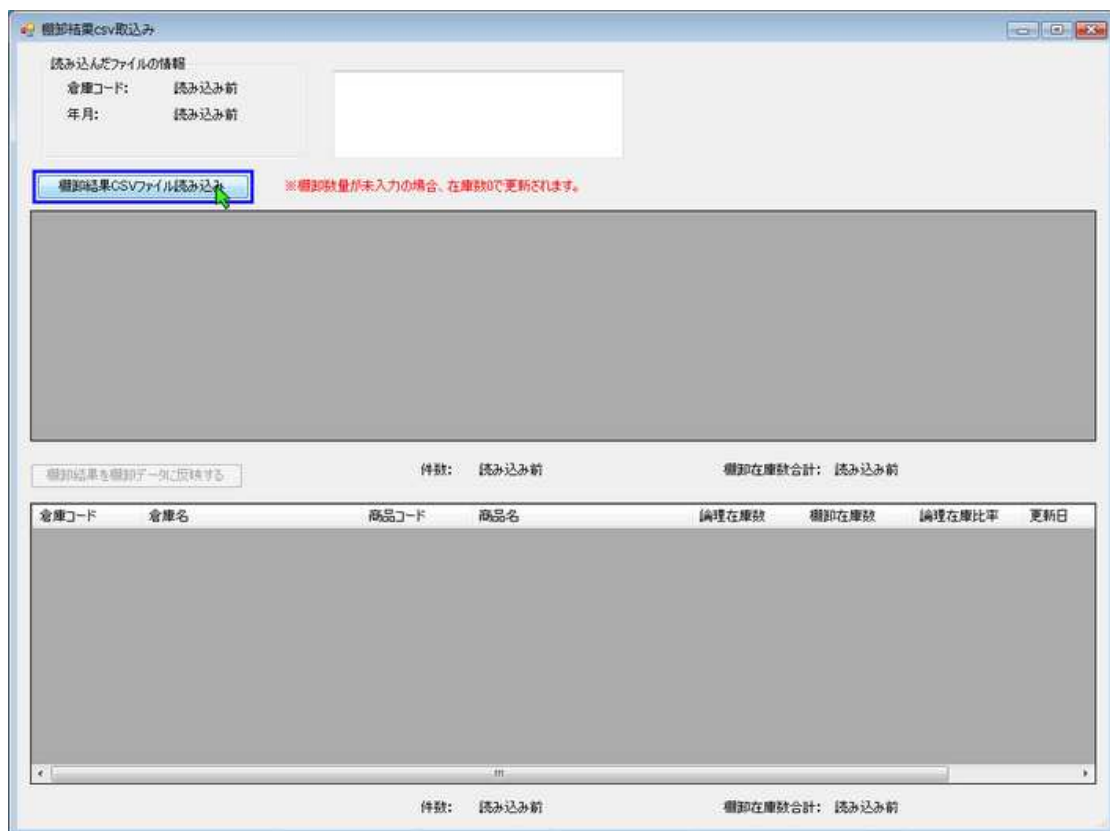 棚卸結果csv取込み
読み込んだファイルの情報
倉庫コード: 読み込み前
年月: 読み込み前
棚卸結果CSVファイル読み込み ※棚卸数量が未入力の場合、在庫数0で更新されます。
棚卸結果を棚卸データに反映する 件数: 読み込み前 棚卸在庫数合計: 読み込み前
倉庫コード 倉庫名 商品コード 商品名 論理在庫数 棚卸在庫数 論理在庫比率 更新日
件数: 読み込み前 棚卸在庫数合計: 読み込み前